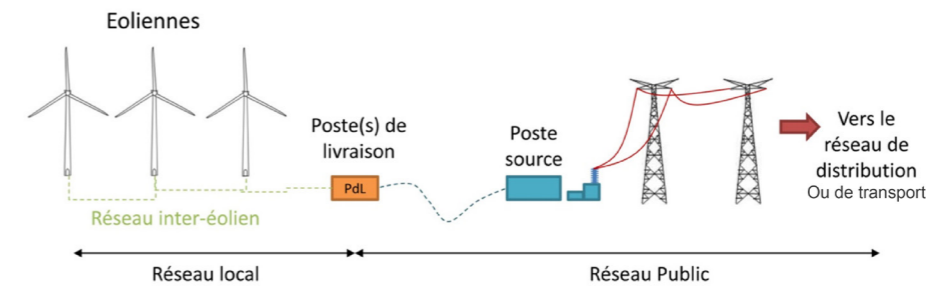 Eoliennes
Poste(s) de
livraison
PdL
Réseau inter-éolien
Poste
source
Vers le
réseau de
distribution
Ou de transport
Réseau local
Réseau Public